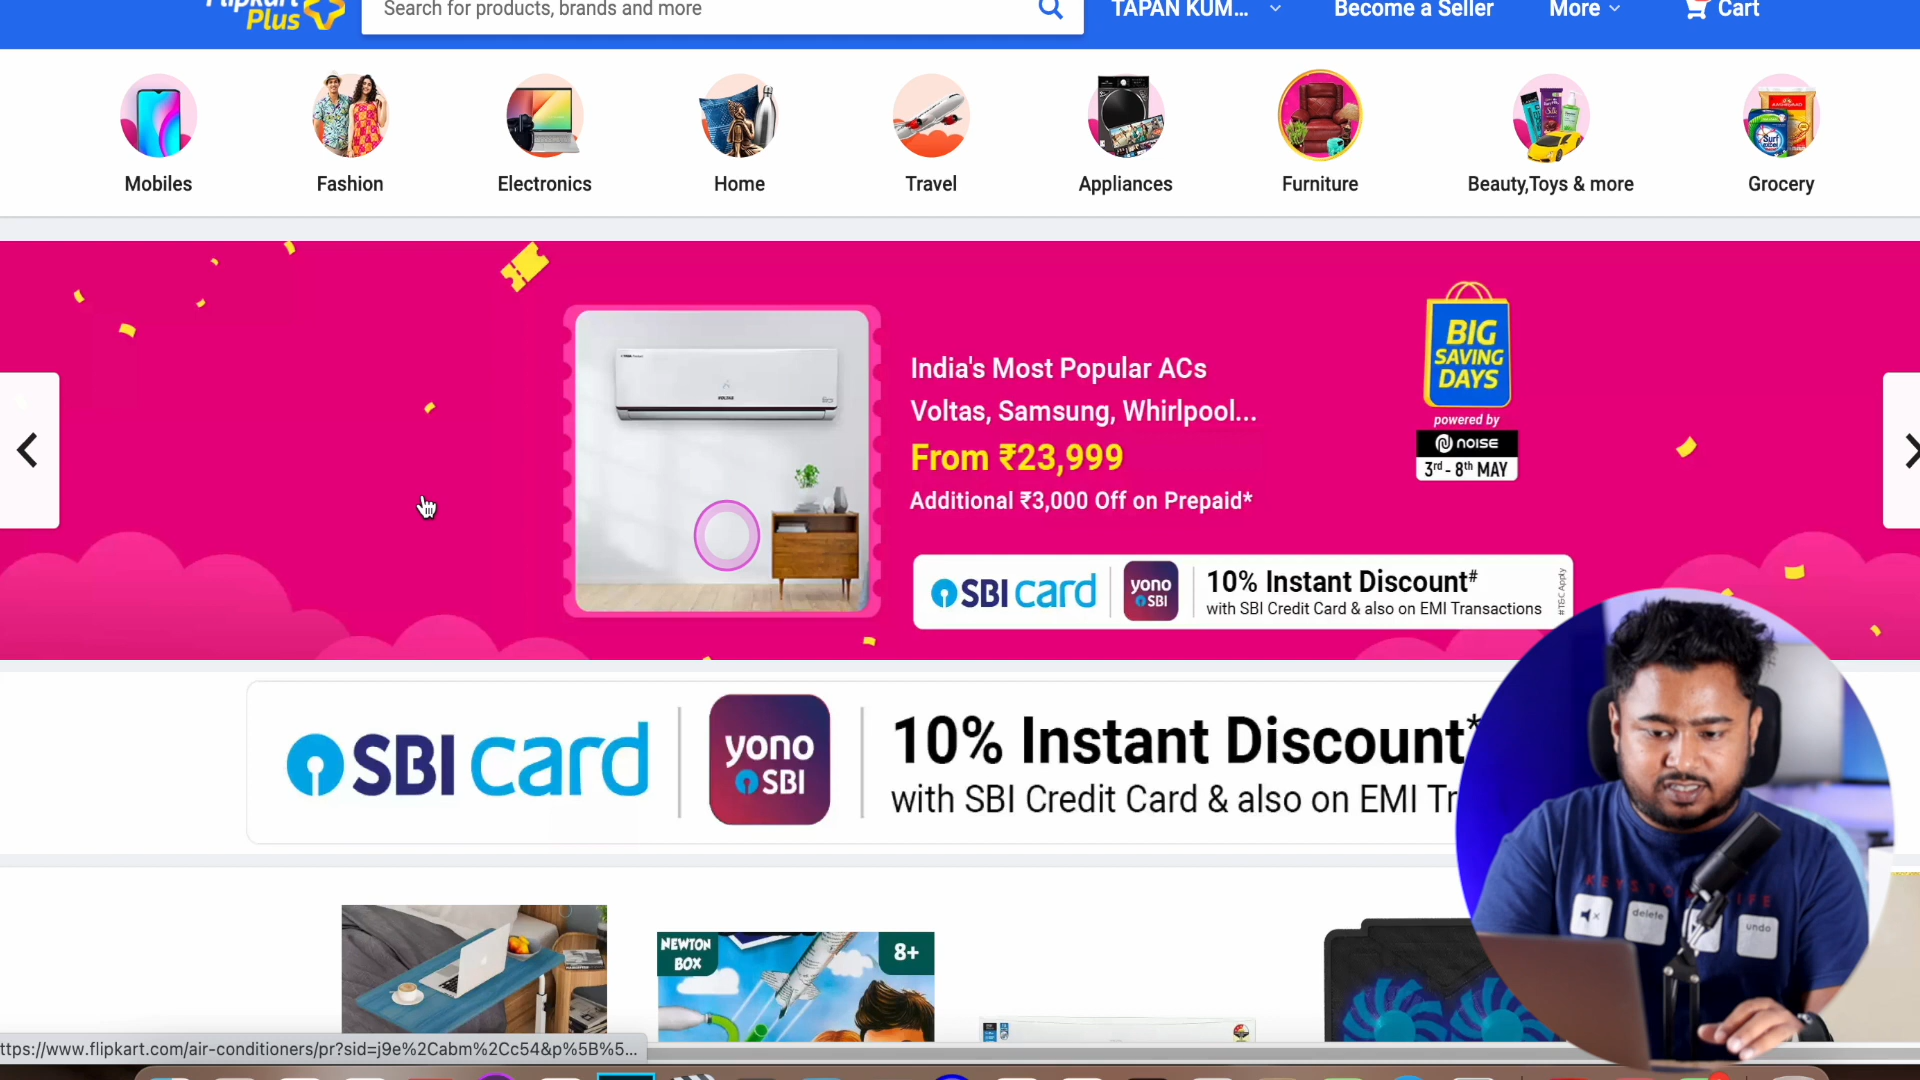 Flipkart
Plus
Search for products, brands and more
TAPAN KUM...
Become a Seller
More
Cart
Mobiles
Fashion
Electronics
Home
Travel
Appliances
Furniture
Beauty,Toys & more
Grocery
India's Most Popular ACs
Voltas, Samsung, Whirlpool...
From ₹23,999
Additional ₹3,000 Off on Prepaid*
BIG
SAVING
DAYS
powered by
NOISE
3rd - 8th MAY
VOLTAS
SBI card
yono
SBI
10% Instant Discount#
with SBI Credit Card & also on EMI Transactions
#T&C Apply
SBI card
yono
SBI
10% Instant Discount*
with SBI Credit Card & also on EMI Tr
NEWTON
BOX
8+
delete
undo
ttps://www.flipkart.com/air-conditioners/pr?sid=j9e%2Cabm%2Cc54&p%5B%5...